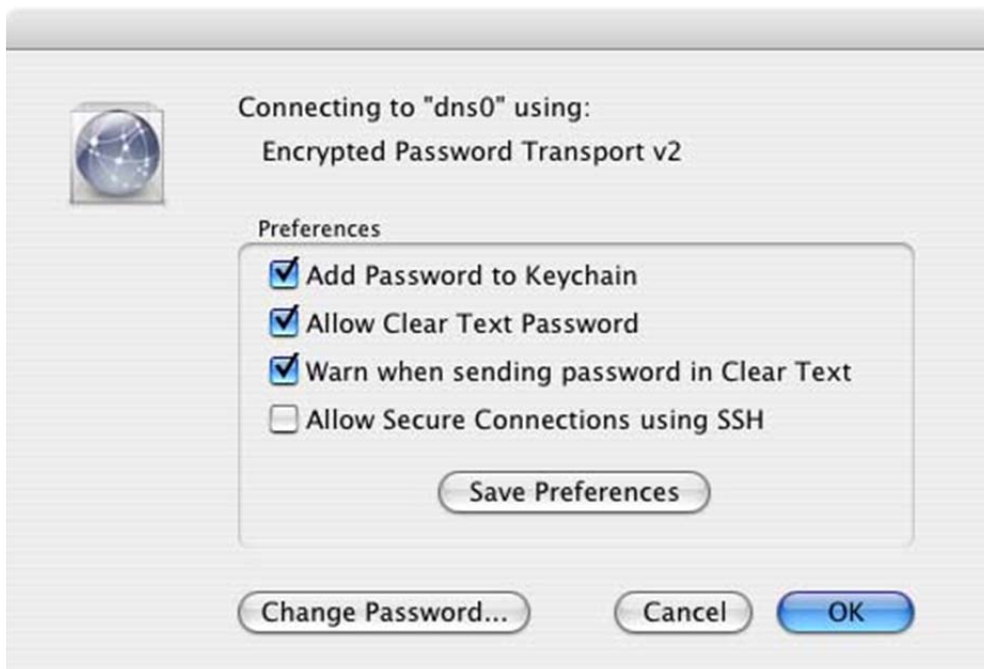 Connecting to "dns0" using:
Encrypted Password Transport v2
Preferences
Add Password to Keychain
Allow Clear Text Password
Warn when sending password in Clear Text
Allow Secure Connections using SSH
Save Preferences
Change Password... Cancel OK